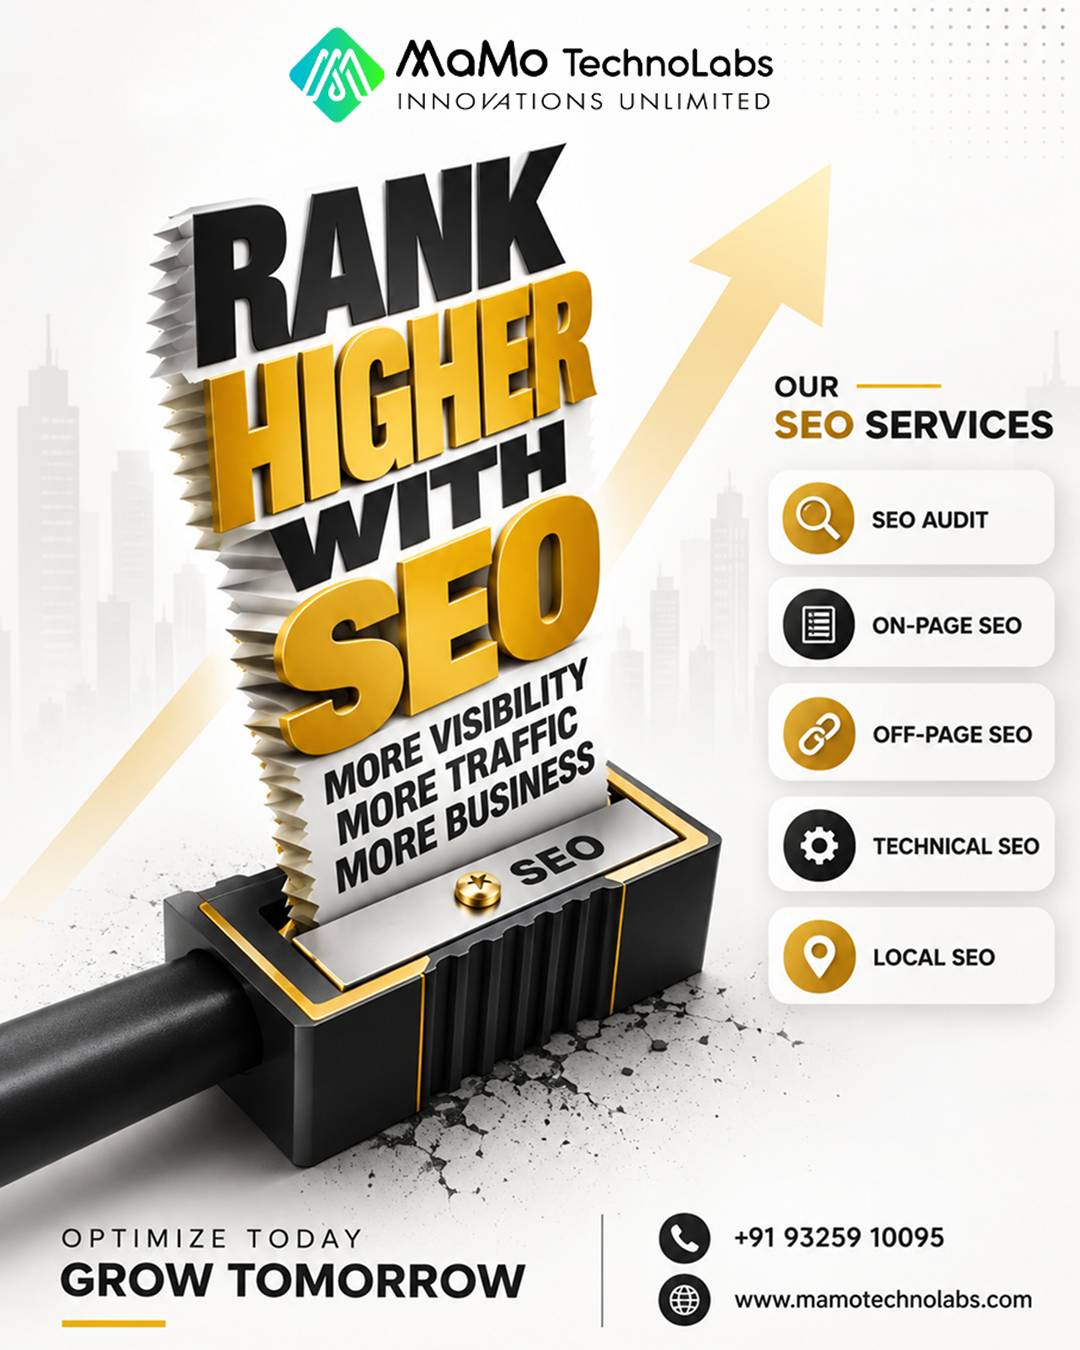 MaMo TechnoLabs
INNOVATIONS UNLIMITED
RANK
HIGHER
WITH
SEO
MORE VISIBILITY
MORE TRAFFIC
MORE BUSINESS
SEO
OUR
SEO SERVICES
SEO AUDIT
ON-PAGE SEO
OFF-PAGE SEO
TECHNICAL SEO
LOCAL SEO
OPTIMIZE TODAY
GROW TOMORROW
+91 93259 10095
www.mamotechnolabs.com